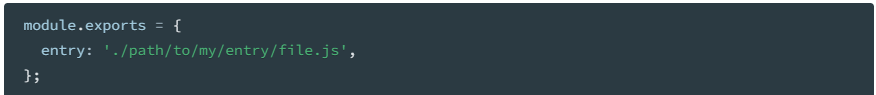 module.exports = {
  entry: './path/to/my/entry/file.js',
};